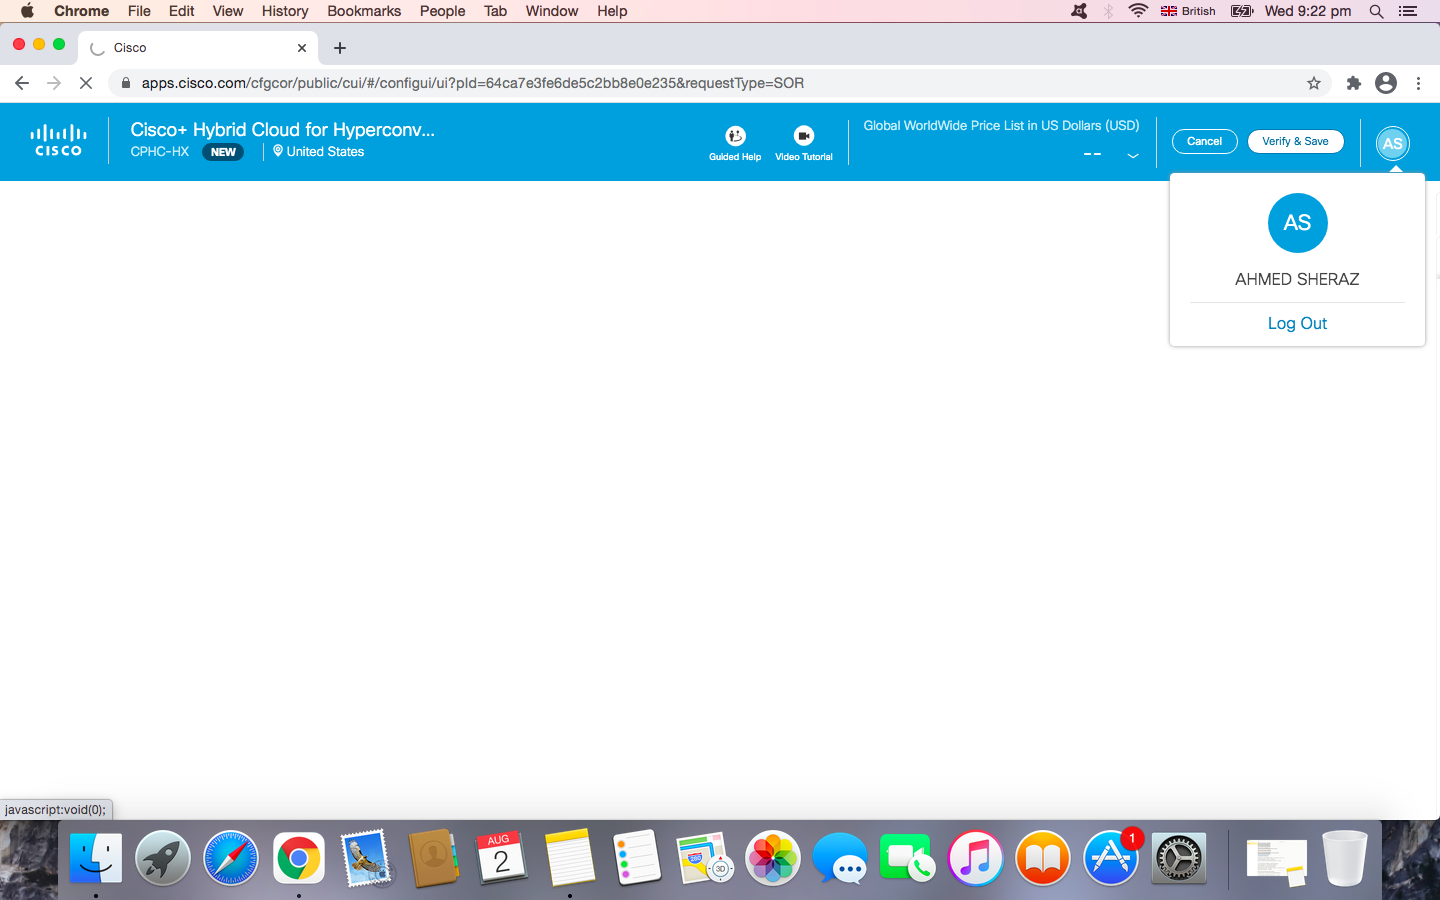 Chrome File Edit View History Bookmarks People Tab Window Help British Wed 9:22 pm
Cisco
apps.cisco.com/cfgcor/public/cui/#/configui/ui?pId=64ca7e3fe6de5c2bb8e0e235&requestType=SOR
CISCO
Cisco+ Hybrid Cloud for Hyperconv...
CPHC-HX NEW United States
Guided Help
Video Tutorial
Global WorldWide Price List in US Dollars (USD)
--
Cancel
Verify & Save
AS
AS
AHMED SHERAZ
Log Out
javascript:void(0);
AUG
2
280
3D
1